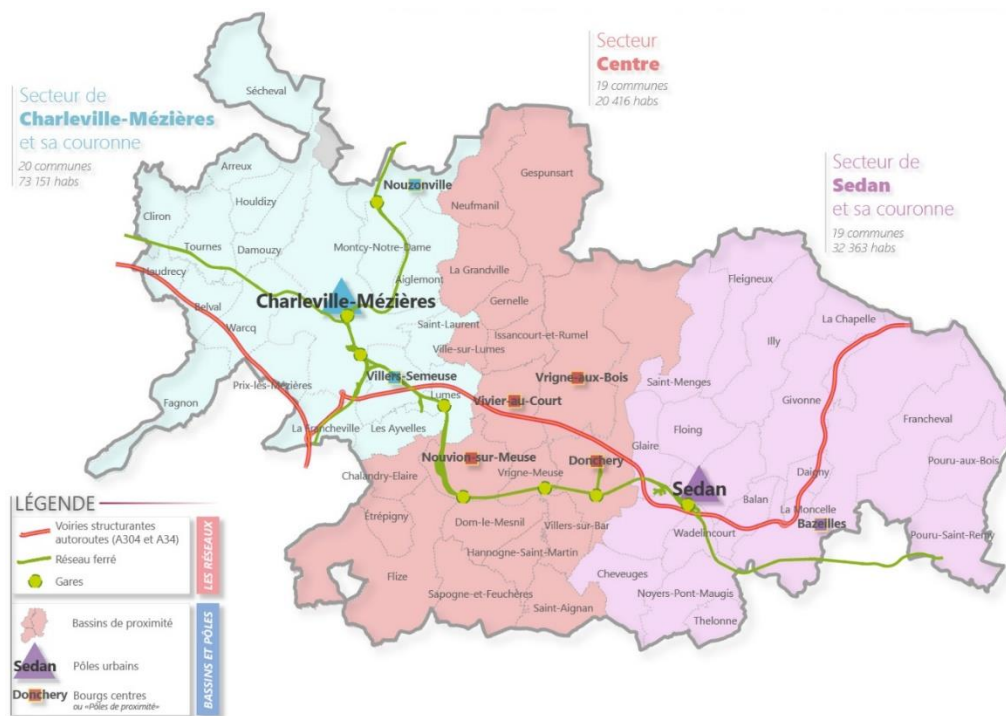 Secteur
Centre
19 communes
20 416 habs
Secteur de
Charleville-Mézières
et sa couronne
20 communes
73 151 habs
Secteur de
Sedan
et sa couronne
19 communes
32 363 habs
Sécheval
Gespunsart
Arreux
Nouzonville
Houldizy
Neufmanil
Cliron
Tournes
Damouzy
Montcy-Notre-Dame
Haudrecy
Aiglemont
La Grandville
Fleigneux
Charleville-Mézières
Gernelle
Belval
La Chapelle
Warcq
Saint-Laurent
Issancourt-et-Rumel
Illy
Ville-sur-Lumes
Villers-Semeuse
Vrigne-aux-Bois
Prix-lès-Mézières
Saint-Menges
Fagnon
Lumes
Vivier-au-Court
Givonne
La Francheville
Les Ayvelles
Floing
Francheval
Glaire
Nouvion-sur-Meuse
Donchery
Chalandry-Elaire
Vrigne-Meuse
Daigny
Pouru-aux-Bois
Sedan
Balan
Étrépigny
La Moncelle
Dom-le-Mesnil
Villers-sur-Bar
Bazeilles
Wadelincourt
Pouru-Saint-Remy
Hannogne-Saint-Martin
Flize
Cheveuges
Sapogne-et-Feuchères
Noyers-Pont-Maugis
Saint-Aignan
Thelonne
LÉGENDE
Voiries structurantes
autoroutes (A304 et A34)
Réseau ferré
Gares
LES RÉSEAUX
Bassins de proximité
Sedan
Pôles urbains
Donchery
Bourgs centres
ou «Pôles de proximité»
BASSINS ET PÔLES